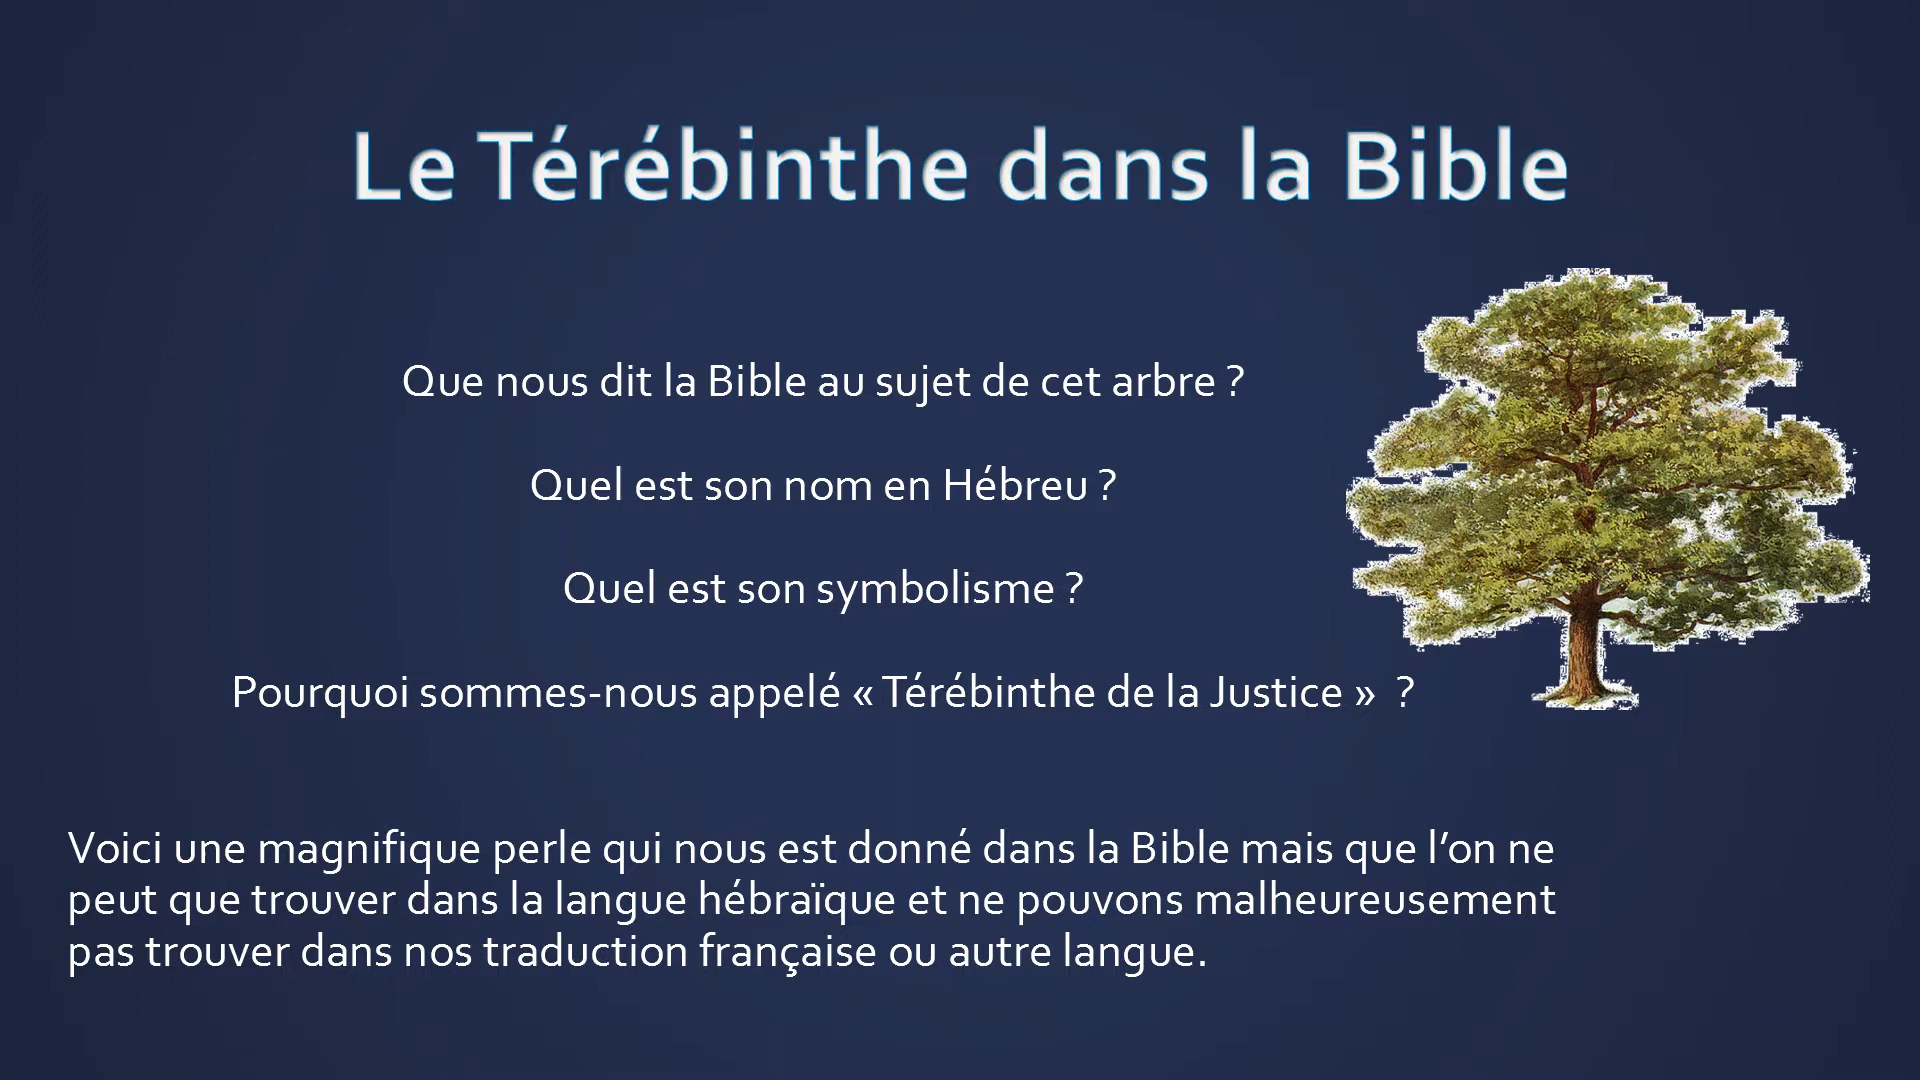 Le Térébinthe dans la Bible
Que nous dit la Bible au sujet de cet arbre ?
Quel est son nom en Hébreu ?
Quel est son symbolisme ?
Pourquoi sommes-nous appelé « Térébinthe de la Justice »  ?
Voici une magnifique perle qui nous est donné dans la Bible mais que l’on ne
peut que trouver dans la langue hébraïque et ne pouvons malheureusement
pas trouver dans nos traduction française ou autre langue.